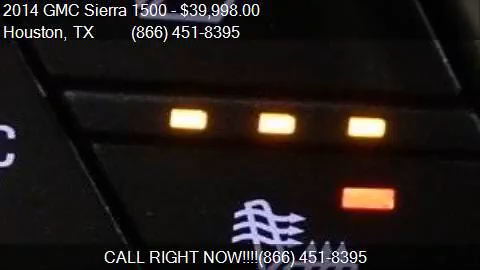 2014 GMC Sierra 1500 - $39,998.00
Houston, TX (866) 451-8395
C
CALL RIGHT NOW!!!!(866) 451-8395